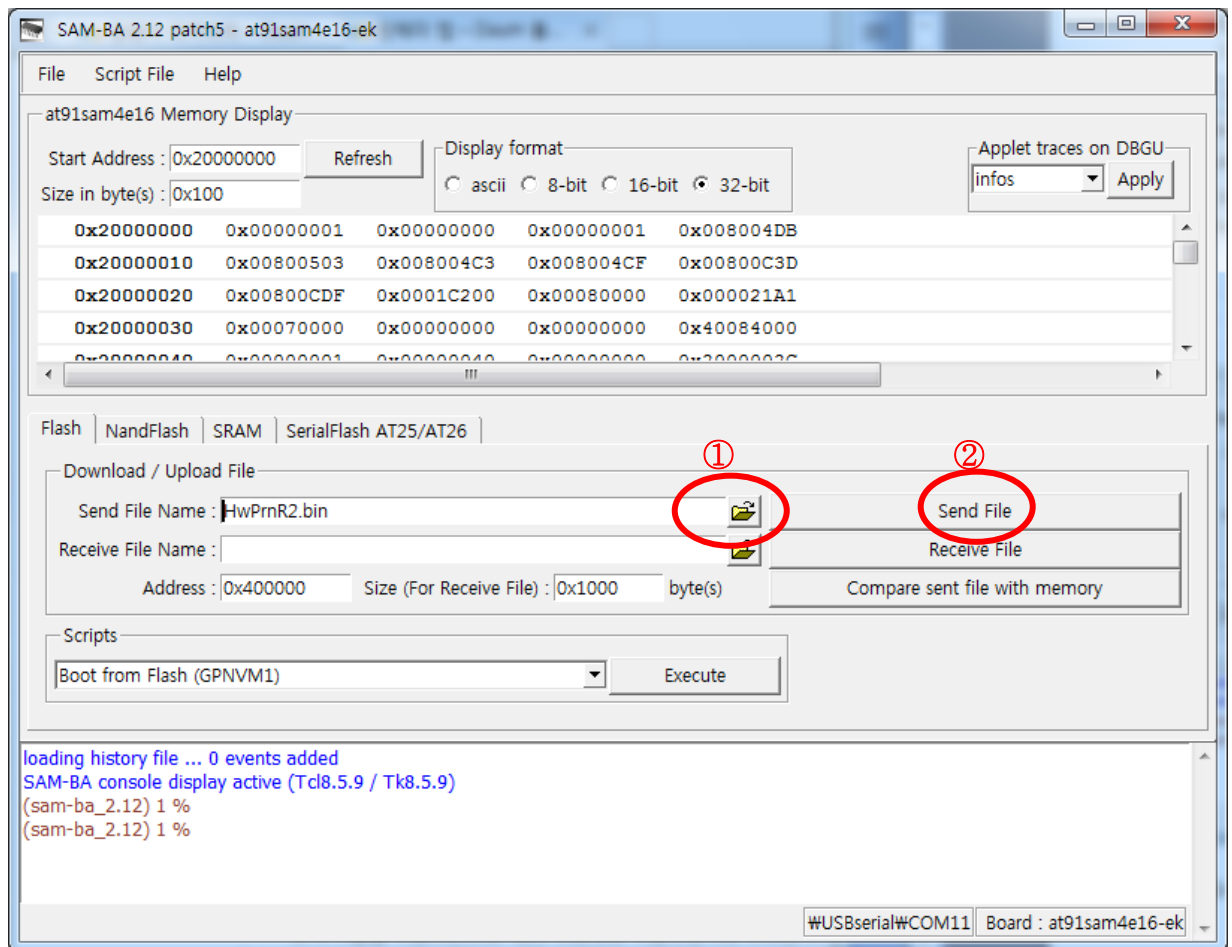 SAM-BA 2.12 patch5 - at91sam4e16-ek
File Script File Help
at91sam4e16 Memory Display
Start Address : 0x20000000 Refresh
Size in byte(s) : 0x100
Display format
ascii 8-bit 16-bit 32-bit
Applet traces on DBGU
infos Apply
0x20000000 0x00000001 0x00000000 0x00000001 0x008004DB
0x20000010 0x00800503 0x008004C3 0x008004CF 0x00800C3D
0x20000020 0x00800CDF 0x0001C200 0x00080000 0x000021A1
0x20000030 0x00070000 0x00000000 0x00000000 0x40084000
0x20000040 0x00000001 0x00000040 0x00000000 0x2000003C
Flash NandFlash SRAM SerialFlash AT25/AT26
① ②
Download / Upload File
Send File Name : HwPrnR2.bin Send File
Receive File Name : Receive File
Address : 0x400000 Size (For Receive File) : 0x1000 byte(s) Compare sent file with memory
Scripts
Boot from Flash (GPNVM1) Execute
loading history file ... 0 events added
SAM-BA console display active (Tcl8.5.9 / Tk8.5.9)
(sam-ba_2.12) 1 %
(sam-ba_2.12) 1 %
₩USBserial₩COM11 Board : at91sam4e16-ek